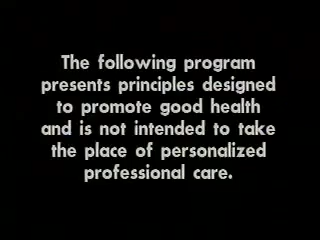 The following program
presents principles designed
to promote good health
and is not intended to take
the place of personalized
professional care.